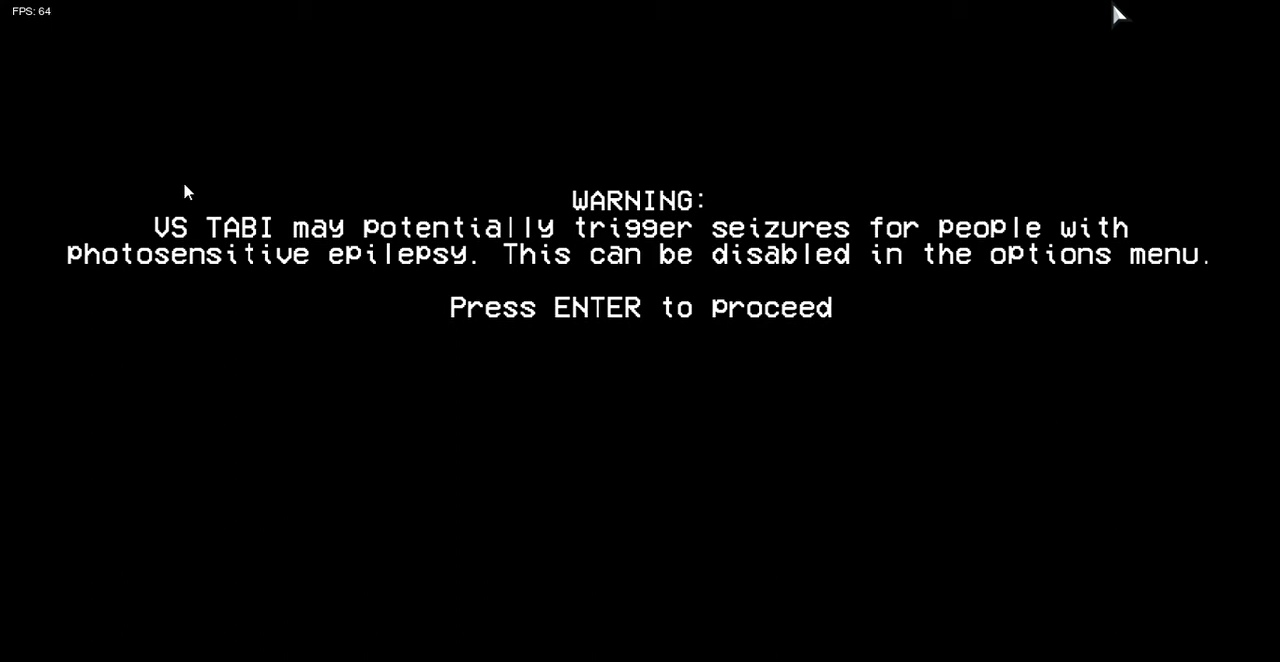 FPS: 64
WARNING:
VS TABI may potentially trigger seizures for people with
photosensitive epilepsy. This can be disabled in the options menu.
Press ENTER to proceed